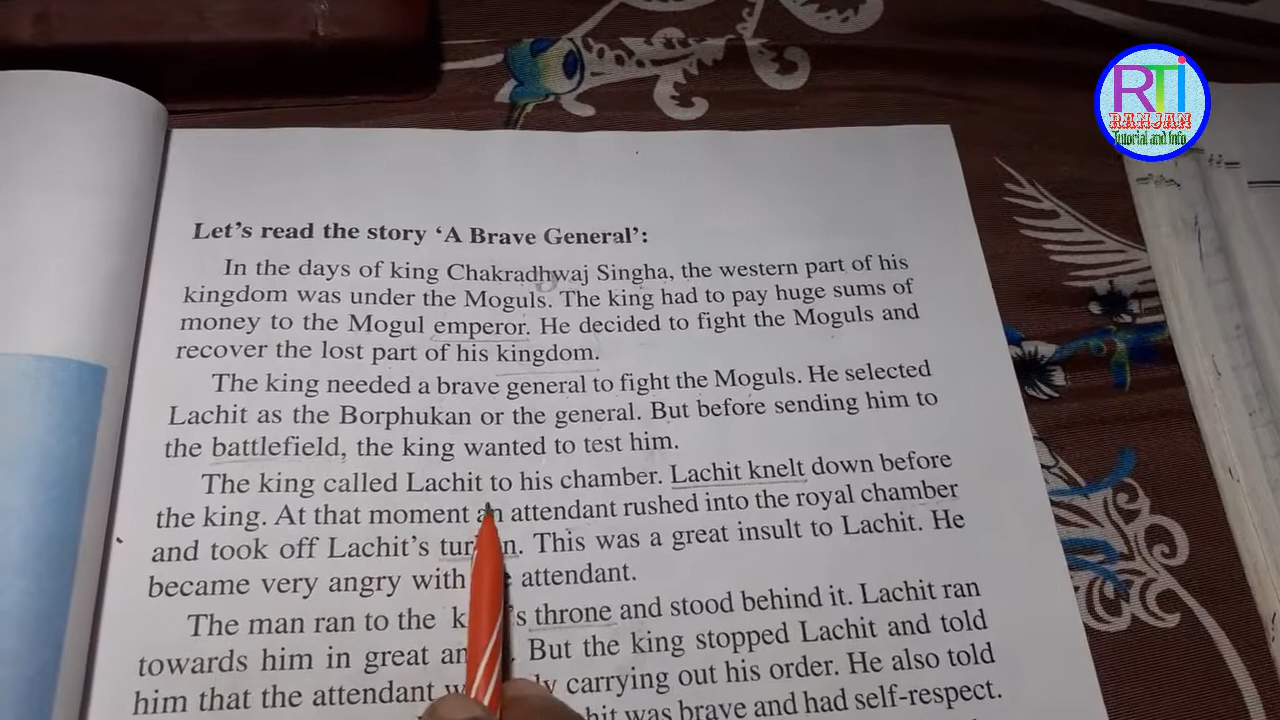 RTi
RANJAN
Tutorial and Info
Let's read the story 'A Brave General':
In the days of king Chakradhwaj Singha, the western part of his
kingdom was under the Moguls. The king had to pay huge sums of
money to the Mogul emperor. He decided to fight the Moguls and
recover the lost part of his kingdom.
The king needed a brave general to fight the Moguls. He selected
Lachit as the Borphukan or the general. But before sending him to
the battlefield, the king wanted to test him.
The king called Lachit to his chamber. Lachit knelt down before
the king. At that moment an attendant rushed into the royal chamber
and took off Lachit's turban. This was a great insult to Lachit. He
became very angry with attendant.
The man ran to the throne and stood behind it. Lachit ran
towards him in great But the king stopped Lachit and told
him that the attendant carrying out his order. He also told
was brave and had self-respect.